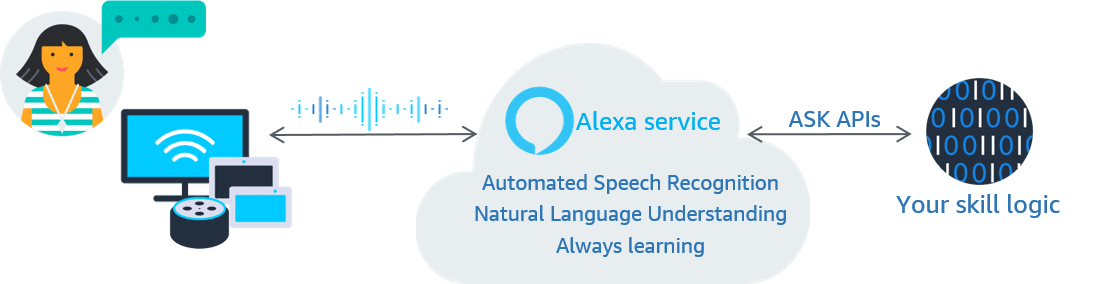 Alexa service
ASK APIs
Automated Speech Recognition
Natural Language Understanding
Always learning
Your skill logic